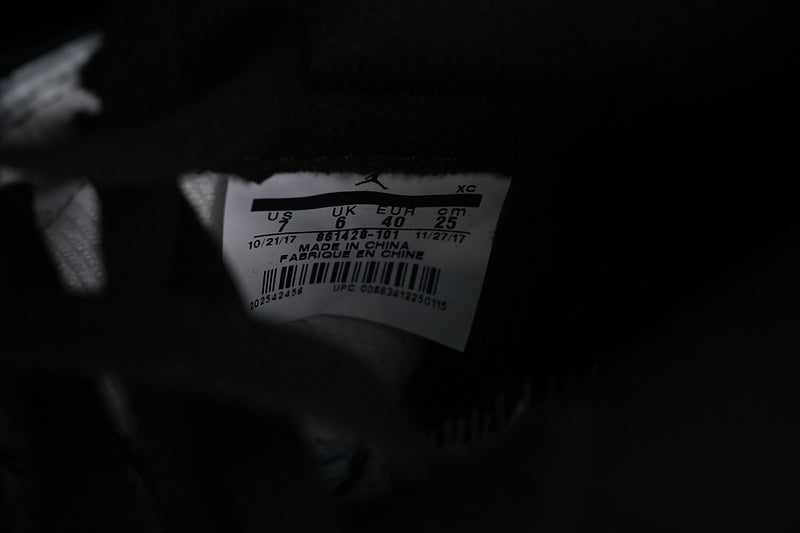 XC
US UK EUR cm
7 6 40 25
10/21/17 861428-101 11/27/17
MADE IN CHINA
FABRIQUE EN CHINE
202542456 UPC 00883412250115